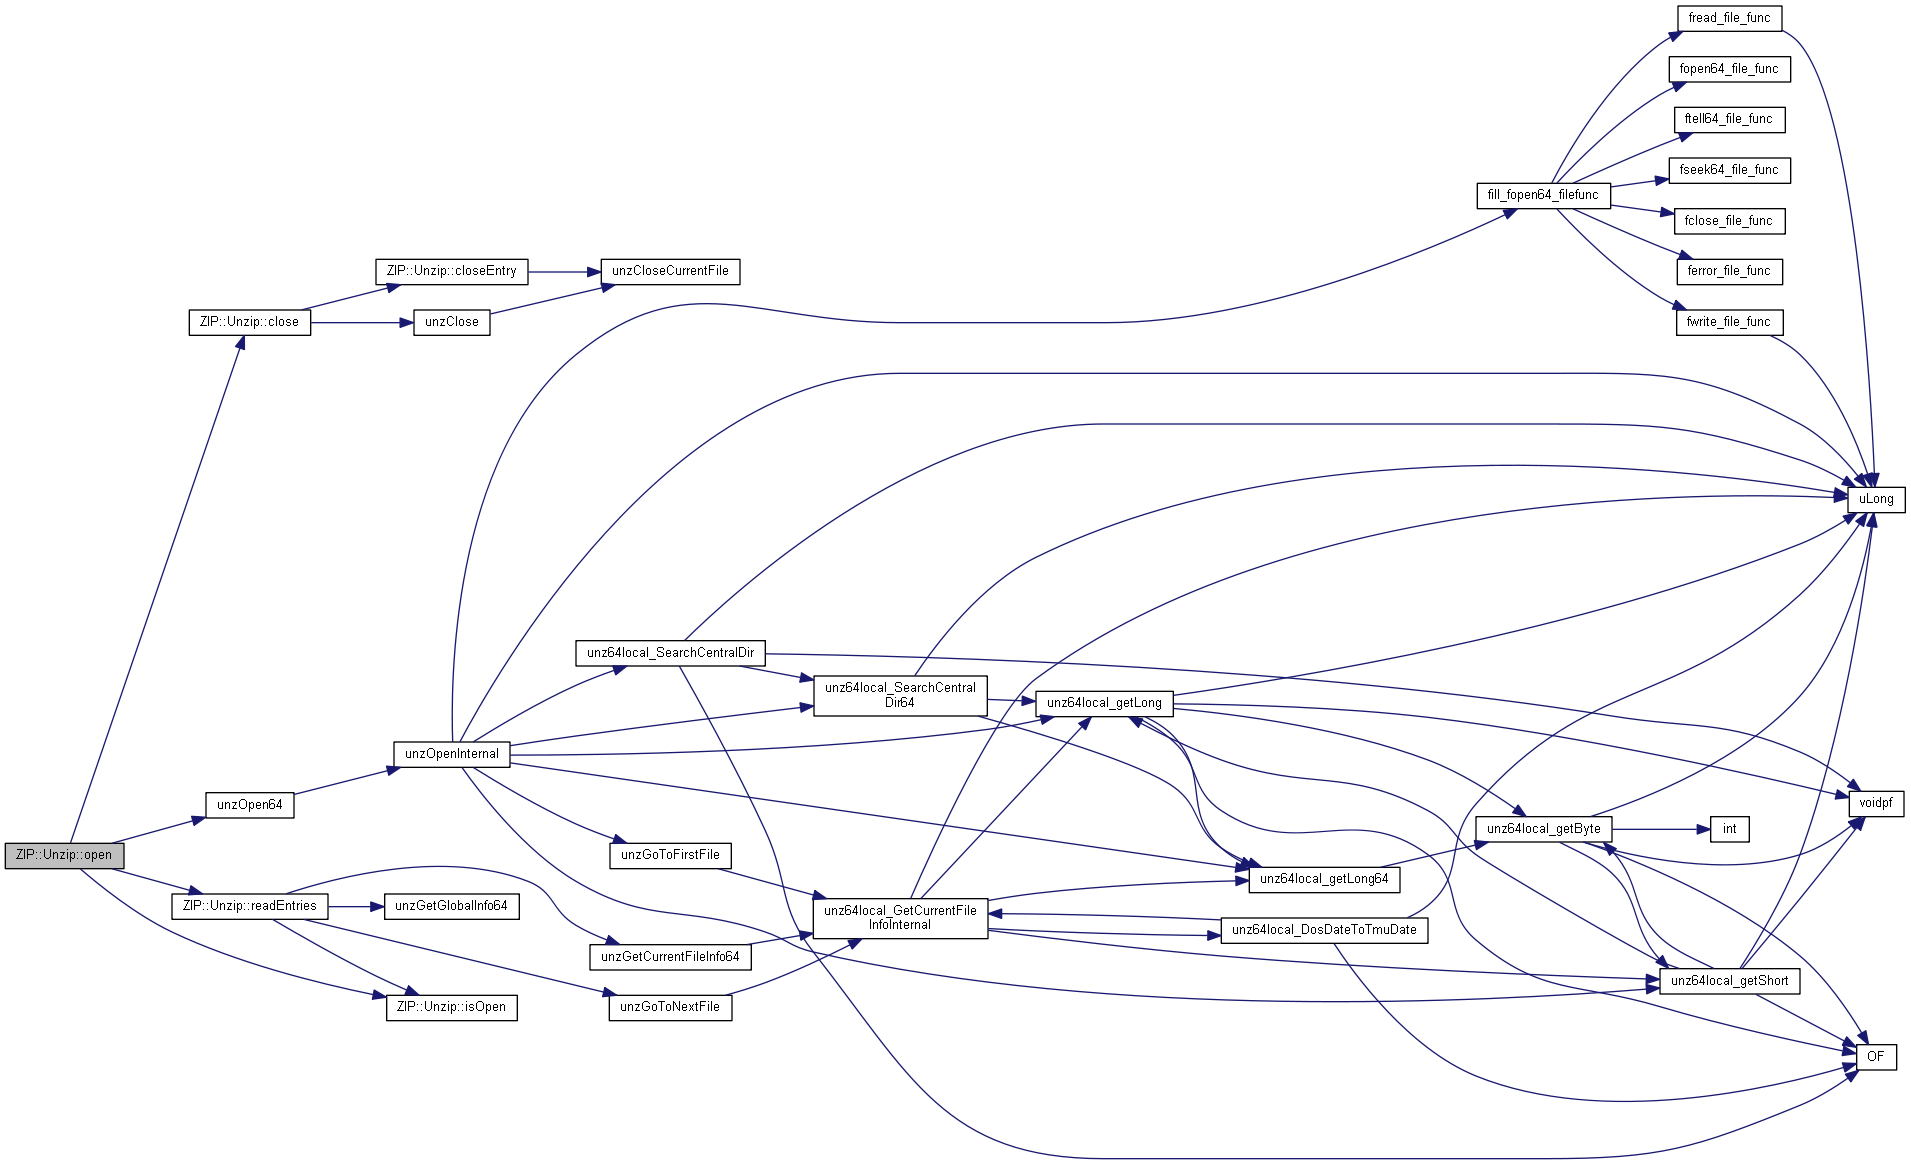 fread_file_func
fopen64_file_func
ftell64_file_func
fseek64_file_func
fill_fopen64_filefunc
fclose_file_func
ferror_file_func
fwrite_file_func
ZIP::Unzip::closeEntry
unzCloseCurrentFile
ZIP::Unzip::close
unzClose
uLong
unz64local_SearchCentralDir
unz64local_SearchCentral
Dir64
unz64local_getLong
unzOpenInternal
unzOpen64
voidpf
unz64local_getByte
int
ZIP::Unzip::open
unzGoToFirstFile
unz64local_getLong64
ZIP::Unzip::readEntries
unzGetGlobalInfo64
unz64local_GetCurrentFile
InfoInternal
unz64local_DosDateToTmuDate
unzGetCurrentFileInfo64
unz64local_getShort
ZIP::Unzip::isOpen
unzGoToNextFile
OF